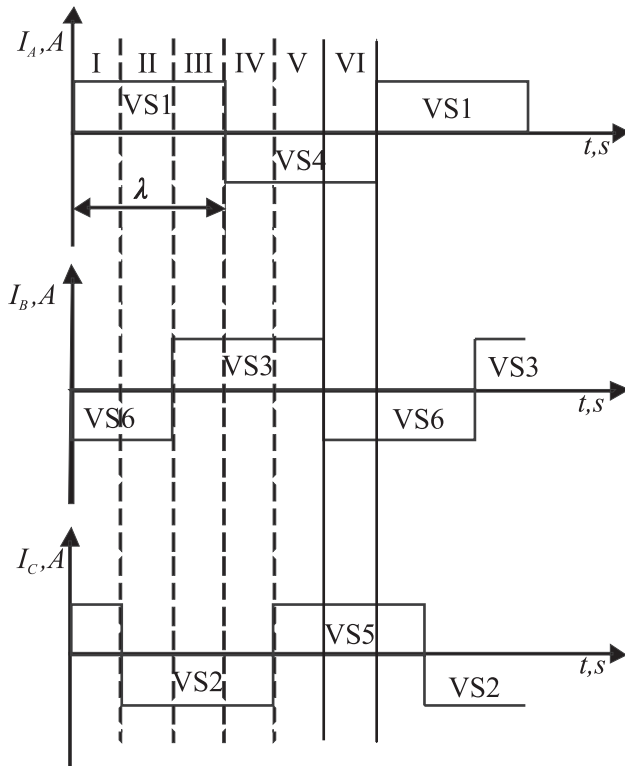 I_A,A
I II III IV V VI
VS1 VS1
t,s
VS4
λ
I_B,A
VS3 VS3
t,s
VS6 VS6
I_C,A
VS5
t,s
VS2 VS2